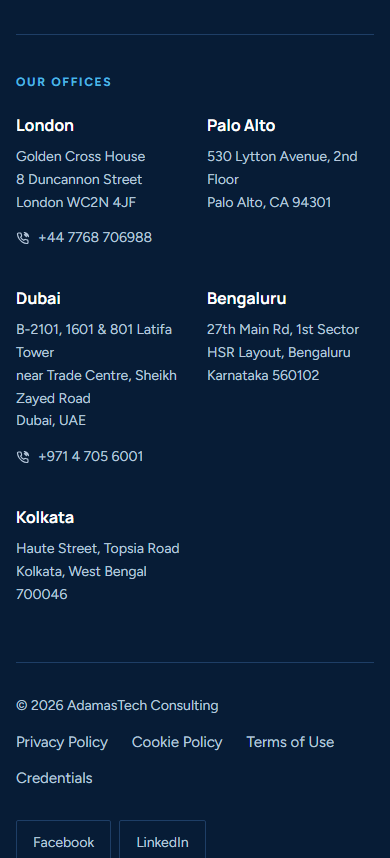 OUR OFFICES
London
Golden Cross House
8 Duncannon Street
London WC2N 4JF
+44 7768 706988
Palo Alto
530 Lytton Avenue, 2nd
Floor
Palo Alto, CA 94301
Dubai
B-2101, 1601 & 801 Latifa
Tower
near Trade Centre, Sheikh
Zayed Road
Dubai, UAE
+971 4 705 6001
Bengaluru
27th Main Rd, 1st Sector
HSR Layout, Bengaluru
Karnataka 560102
Kolkata
Haute Street, Topsia Road
Kolkata, West Bengal
700046
© 2026 AdamasTech Consulting
Privacy Policy Cookie Policy Terms of Use
Credentials
Facebook LinkedIn